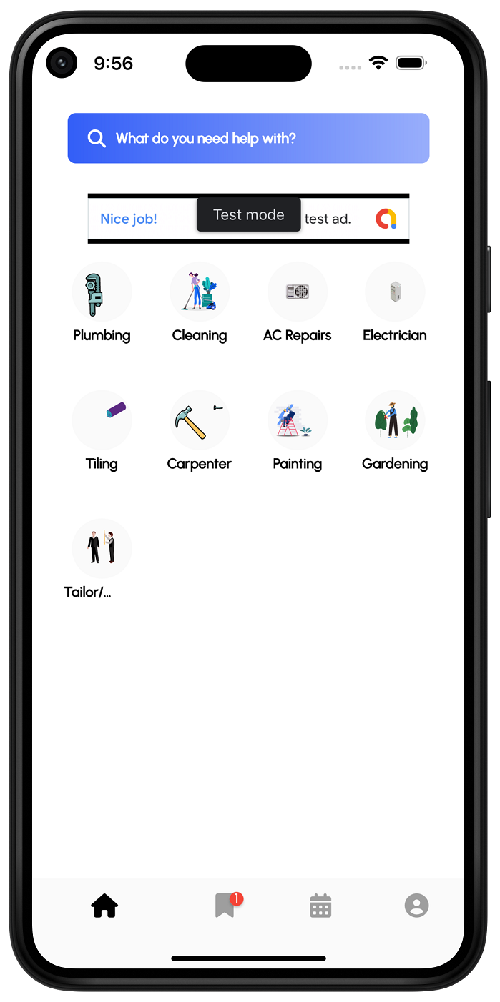 9:56
What do you need help with?
Nice job!
Test mode
test ad.
Plumbing
Cleaning
AC Repairs
Electrician
Tiling
Carpenter
Painting
Gardening
Tailor/...
1